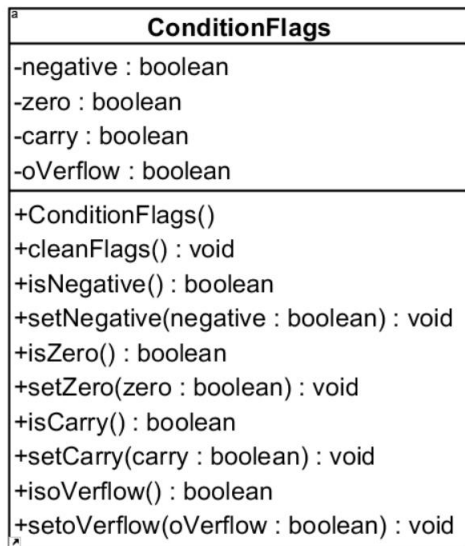 a
ConditionFlags
-negative : boolean
-zero : boolean
-carry : boolean
-oVerflow : boolean
+ConditionFlags()
+cleanFlags() : void
+isNegative() : boolean
+setNegative(negative : boolean) : void
+isZero() : boolean
+setZero(zero : boolean) : void
+isCarry() : boolean
+setCarry(carry : boolean) : void
+isoVerflow() : boolean
+setoVerflow(oVerflow : boolean) : void